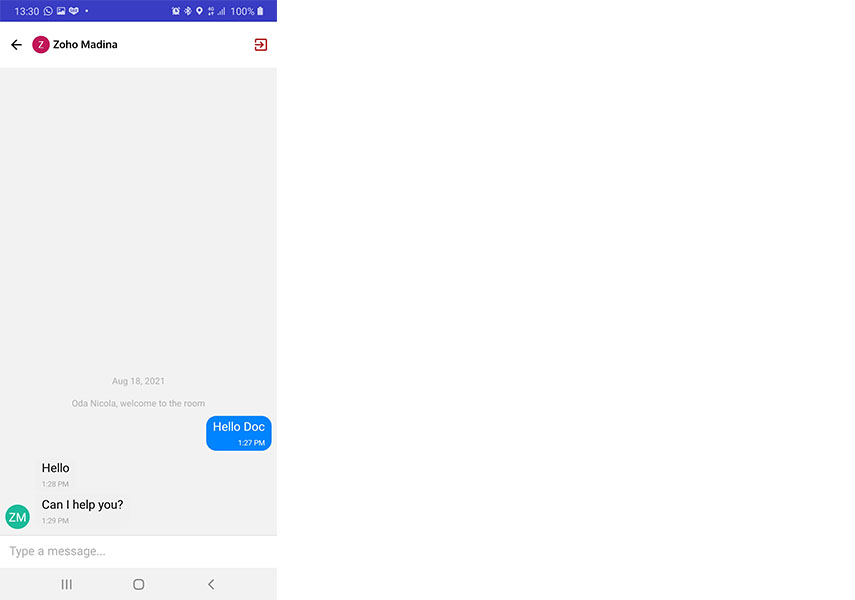 13:30 100%
Z Zoho Madina
Aug 18, 2021
Oda Nicola, welcome to the room
Hello Doc
1:27 PM
Hello
1:28 PM
Can I help you?
ZM
1:29 PM
Type a message...